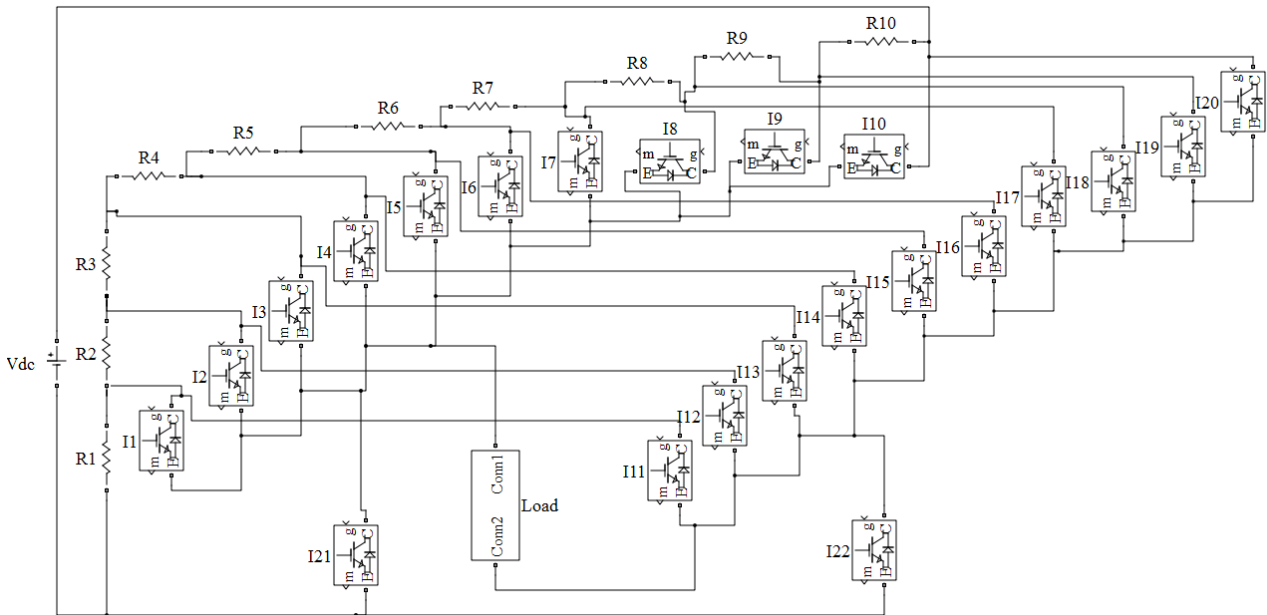 R10
R9
R8
R7
R6
R5
R4
R3
R2
R1
Vdc
+
I1
I2
I3
I4
I5
I6
I7
I8
I9
I10
I11
I12
I13
I14
I15
I16
I17
I18
I19
I20
I21
I22
Load
Conn1
Conn2
g C
m E
g C
m E
g C
m E
g C
m E
g C
m E
g C
m E
g C
m E
m g
E C
m g
E C
m g
E C
g C
m E
g C
m E
g C
m E
g C
m E
g C
m E
g C
m E
g C
m E
g C
m E
g C
m E
g C
m E
g C
m E
g C
m E